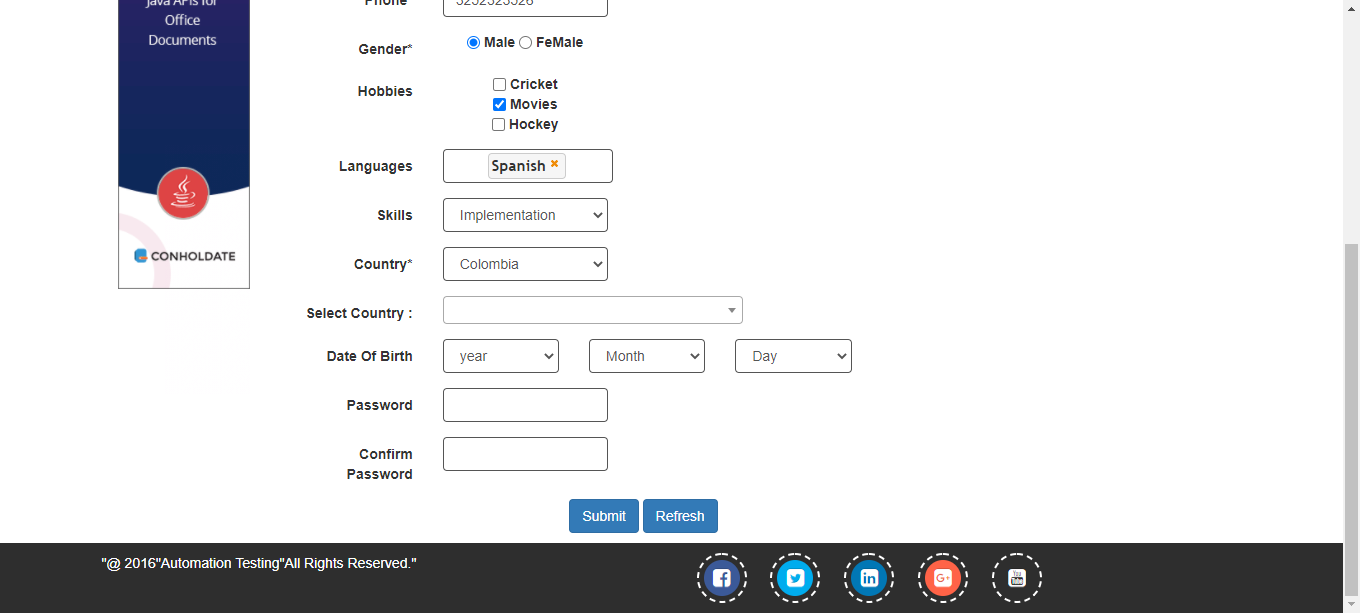 Java APIs for
Office
Documents
CONHOLDATE
Phone
3232323526
Gender*
Male FeMale
Hobbies
Cricket
Movies
Hockey
Languages
Spanish
Skills
Implementation
Country*
Colombia
Select Country :
Date Of Birth
year Month Day
Password
Confirm
Password
Submit Refresh
"@ 2016"Automation Testing"All Rights Reserved."
in
G+
You
Tube